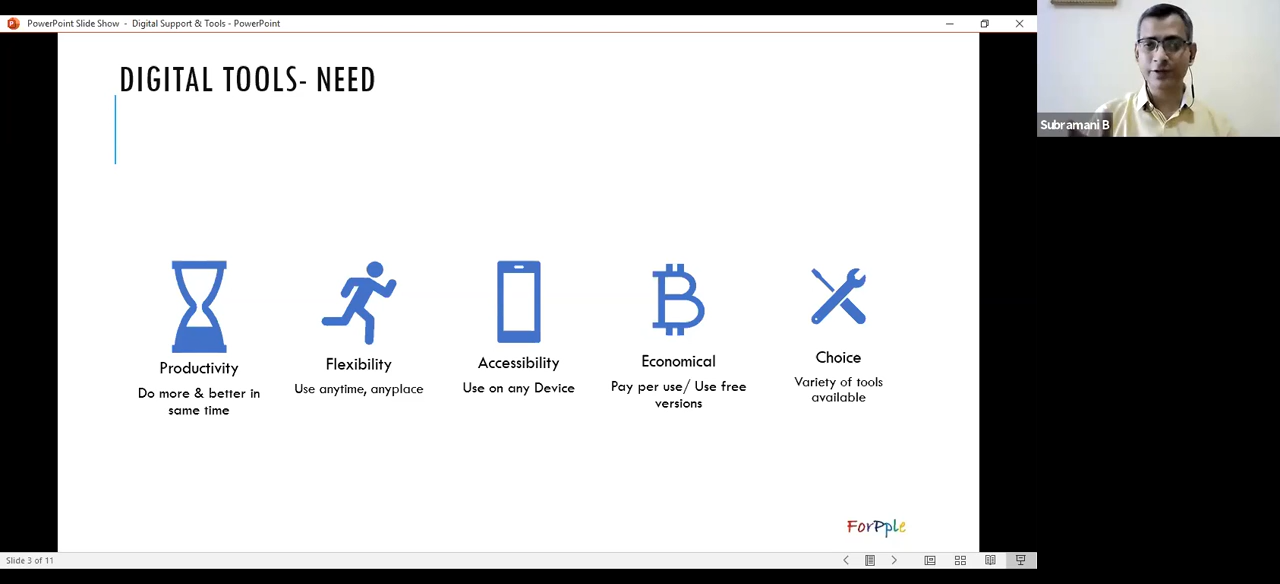 PowerPoint Slide Show - Digital Support & Tools - PowerPoint
DIGITAL TOOLS- NEED
Productivity
Do more & better in
same time
Flexibility
Use anytime, anyplace
Accessibility
Use on any Device
Economical
Pay per use/ Use free
versions
Choice
Variety of tools
available
ForPple
Slide 3 of 11
Subramani B